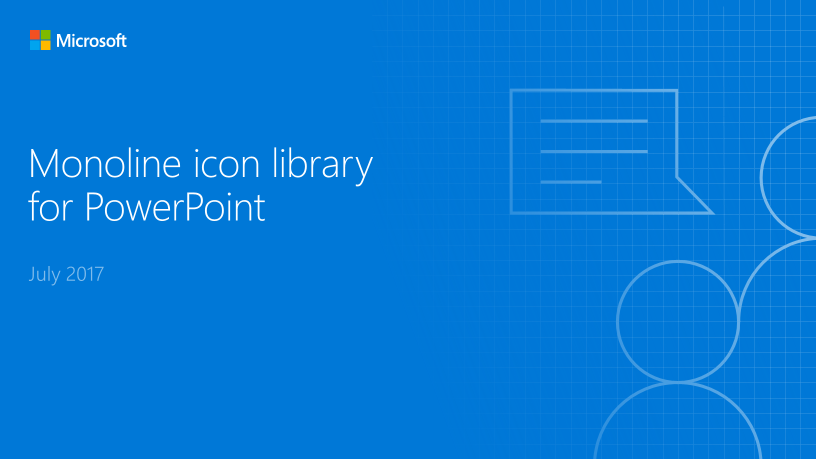 Microsoft
Monoline icon library
for PowerPoint
July 2017